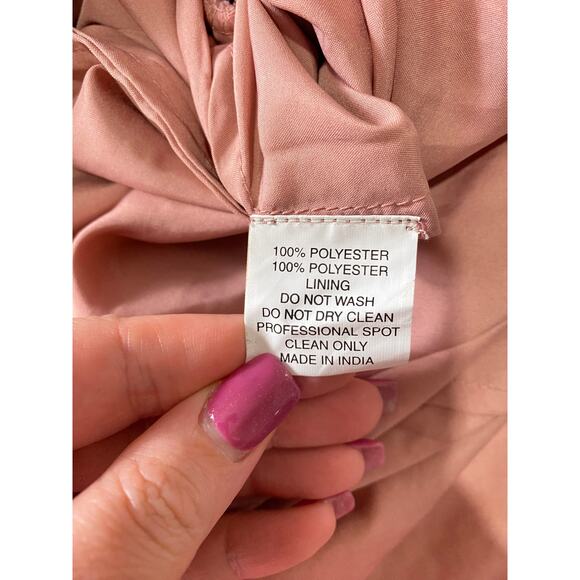 100% POLYESTER
100% POLYESTER
LINING
DO NOT WASH
DO NOT DRY CLEAN
PROFESSIONAL SPOT
CLEAN ONLY
MADE IN INDIA